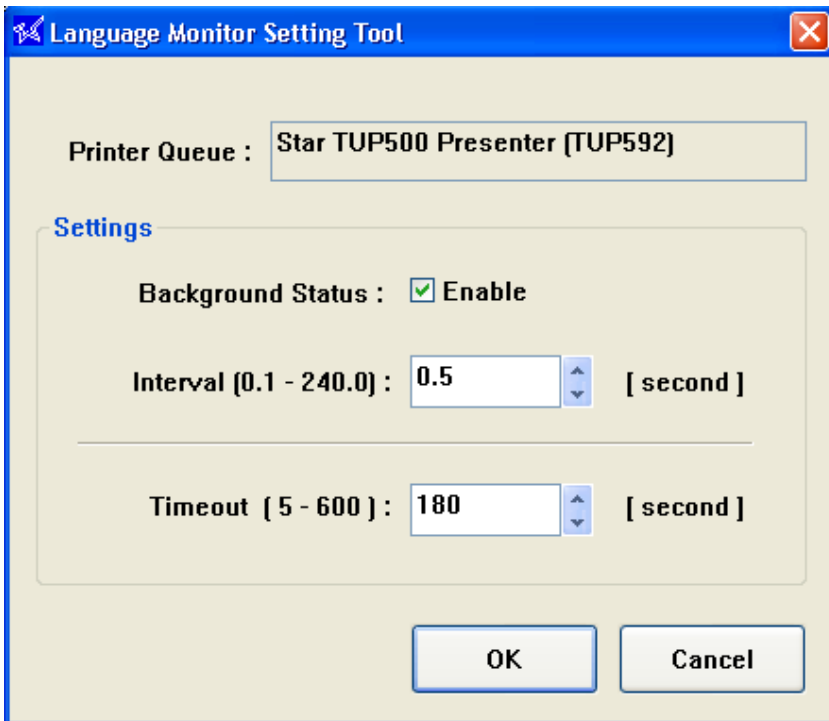 Language Monitor Setting Tool
Printer Queue : Star TUP500 Presenter (TUP592)
Settings
Background Status : Enable
Interval (0.1 - 240.0) : 0.5 [ second ]
Timeout ( 5 - 600 ) : 180 [ second ]
OK Cancel